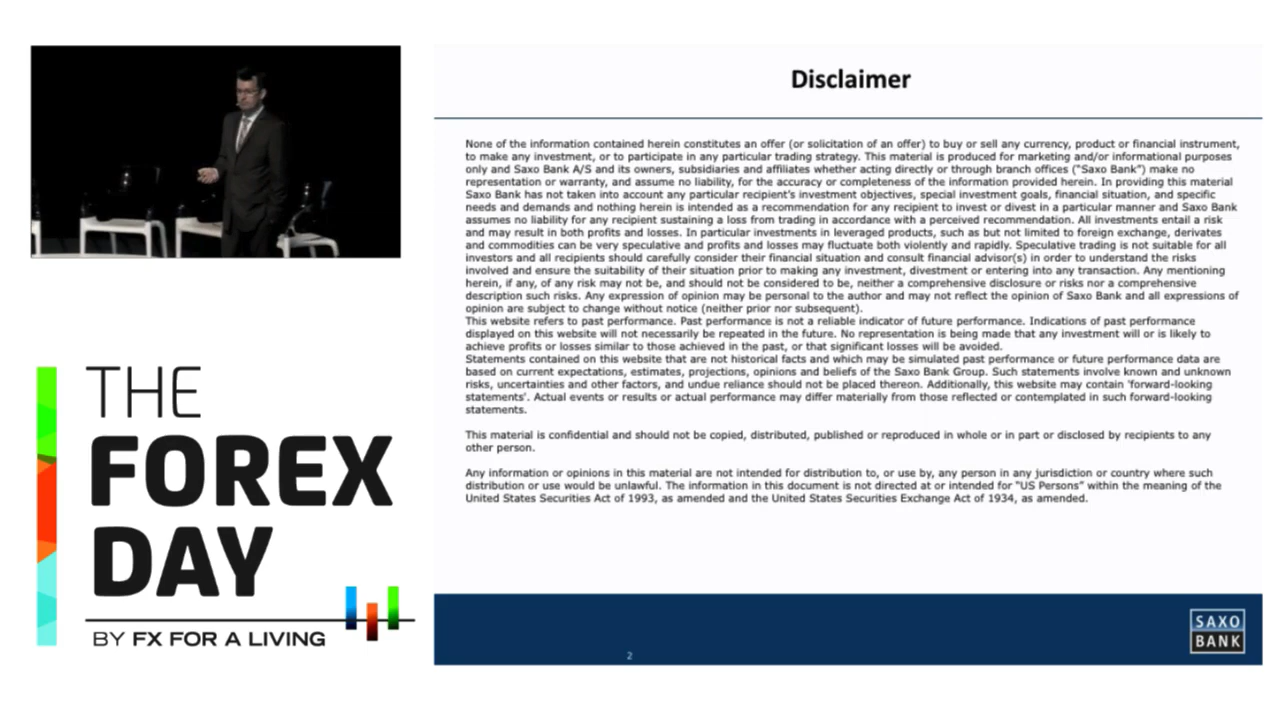 Disclaimer
None of the information contained herein constitutes an offer (or solicitation of an offer) to buy or sell any currency, product or financial instrument,
to make any investment, or to participate in any particular trading strategy. This material is produced for marketing and/or informational purposes
only and Saxo Bank A/S and its owners, subsidiaries and affiliates whether acting directly or through branch offices (“Saxo Bank”) make no
representation or warranty, and assume no liability, for the accuracy or completeness of the information provided herein. In providing this material
Saxo Bank has not taken into account any particular recipient’s investment objectives, special investment goals, financial situation, and specific
needs and demands and nothing herein is intended as a recommendation for any recipient to invest or divest in a particular manner and Saxo Bank
assumes no liability for any recipient sustaining a loss from trading in accordance with a perceived recommendation. All investments entail a risk
and may result in both profits and losses. In particular investments in leveraged products, such as but not limited to foreign exchange, derivates
and commodities can be very speculative and profits and losses may fluctuate both violently and rapidly. Speculative trading is not suitable for all
investors and all recipients should carefully consider their financial situation and consult financial advisor(s) in order to understand the risks
involved and ensure the suitability of their situation prior to making any investment, divestment or entering into any transaction. Any mentioning
herein, if any, of any risk may not be, and should not be considered to be, neither a comprehensive disclosure or risks nor a comprehensive
description such risks. Any expression of opinion may be personal to the author and may not reflect the opinion of Saxo Bank and all expressions of
opinion are subject to change without notice (neither prior nor subsequent).
This website refers to past performance. Past performance is not a reliable indicator of future performance. Indications of past performance
displayed on this website will not necessarily be repeated in the future. No representation is being made that any investment will or is likely to
achieve profits or losses similar to those achieved in the past, or that significant losses will be avoided.
Statements contained on this website that are not historical facts and which may be simulated past performance or future performance data are
based on current expectations, estimates, projections, opinions and beliefs of the Saxo Bank Group. Such statements involve known and unknown
risks, uncertainties and other factors, and undue reliance should not be placed thereon. Additionally, this website may contain 'forward-looking
statements'. Actual events or results or actual performance may differ materially from those reflected or contemplated in such forward-looking
statements.
This material is confidential and should not be copied, distributed, published or reproduced in whole or in part or disclosed by recipients to any
other person.
Any information or opinions in this material are not intended for distribution to, or use by, any person in any jurisdiction or country where such
distribution or use would be unlawful. The information in this document is not directed at or intended for “US Persons” within the meaning of the
United States Securities Act of 1993, as amended and the United States Securities Exchange Act of 1934, as amended.
THE
FOREX
DAY
BY FX FOR A LIVING
2
SAXO
BANK